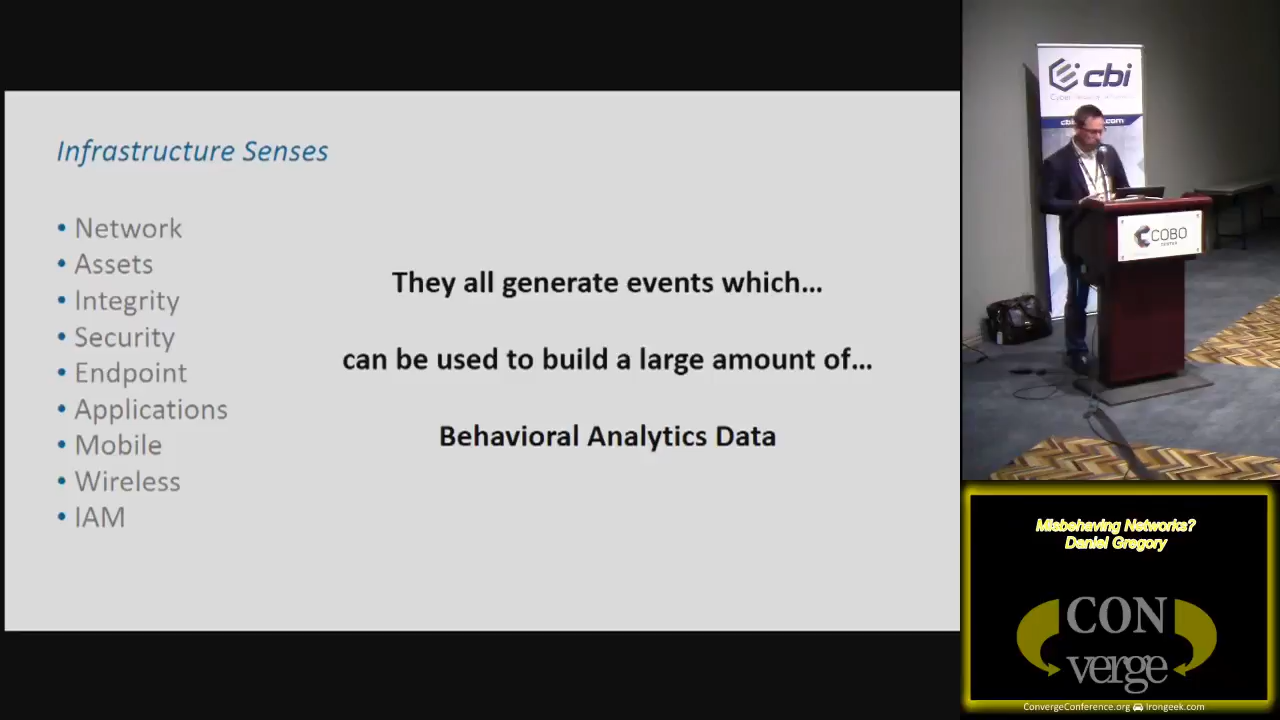 Infrastructure Senses
• Network
• Assets
• Integrity
• Security
• Endpoint
• Applications
• Mobile
• Wireless
• IAM
They all generate events which...
can be used to build a large amount of...
Behavioral Analytics Data
cbi
COBO
CENTER
Misbehaving Networks?
Daniel Gregory
CON
verge
ConvergeConference.org Irongeek.com